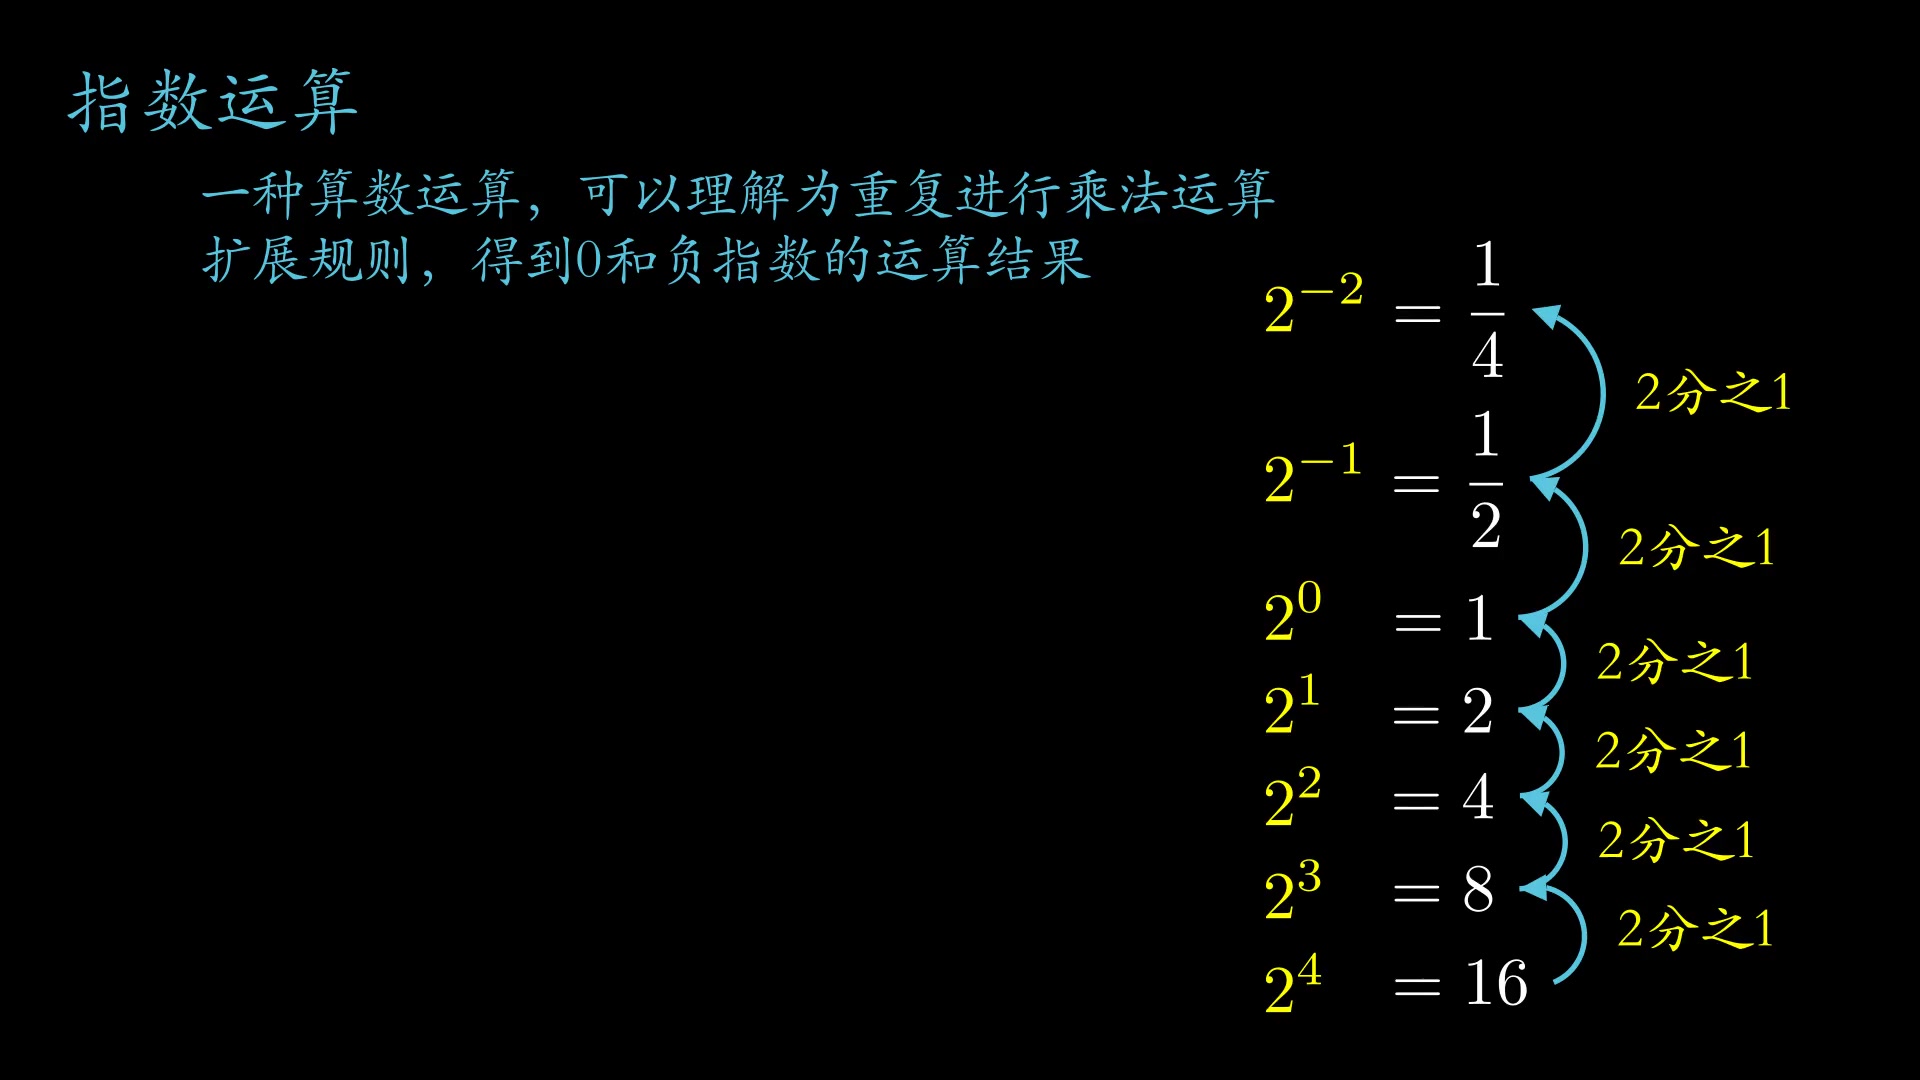 指数运算
一种算数运算，可以理解为重复进行乘法运算
扩展规则，得到0和负指数的运算结果
2^{-2} = \frac{1}{4}
2分之1
2^{-1} = \frac{1}{2}
2分之1
2^0 = 1
2分之1
2^1 = 2
2分之1
2^2 = 4
2分之1
2^3 = 8
2分之1
2^4 = 16